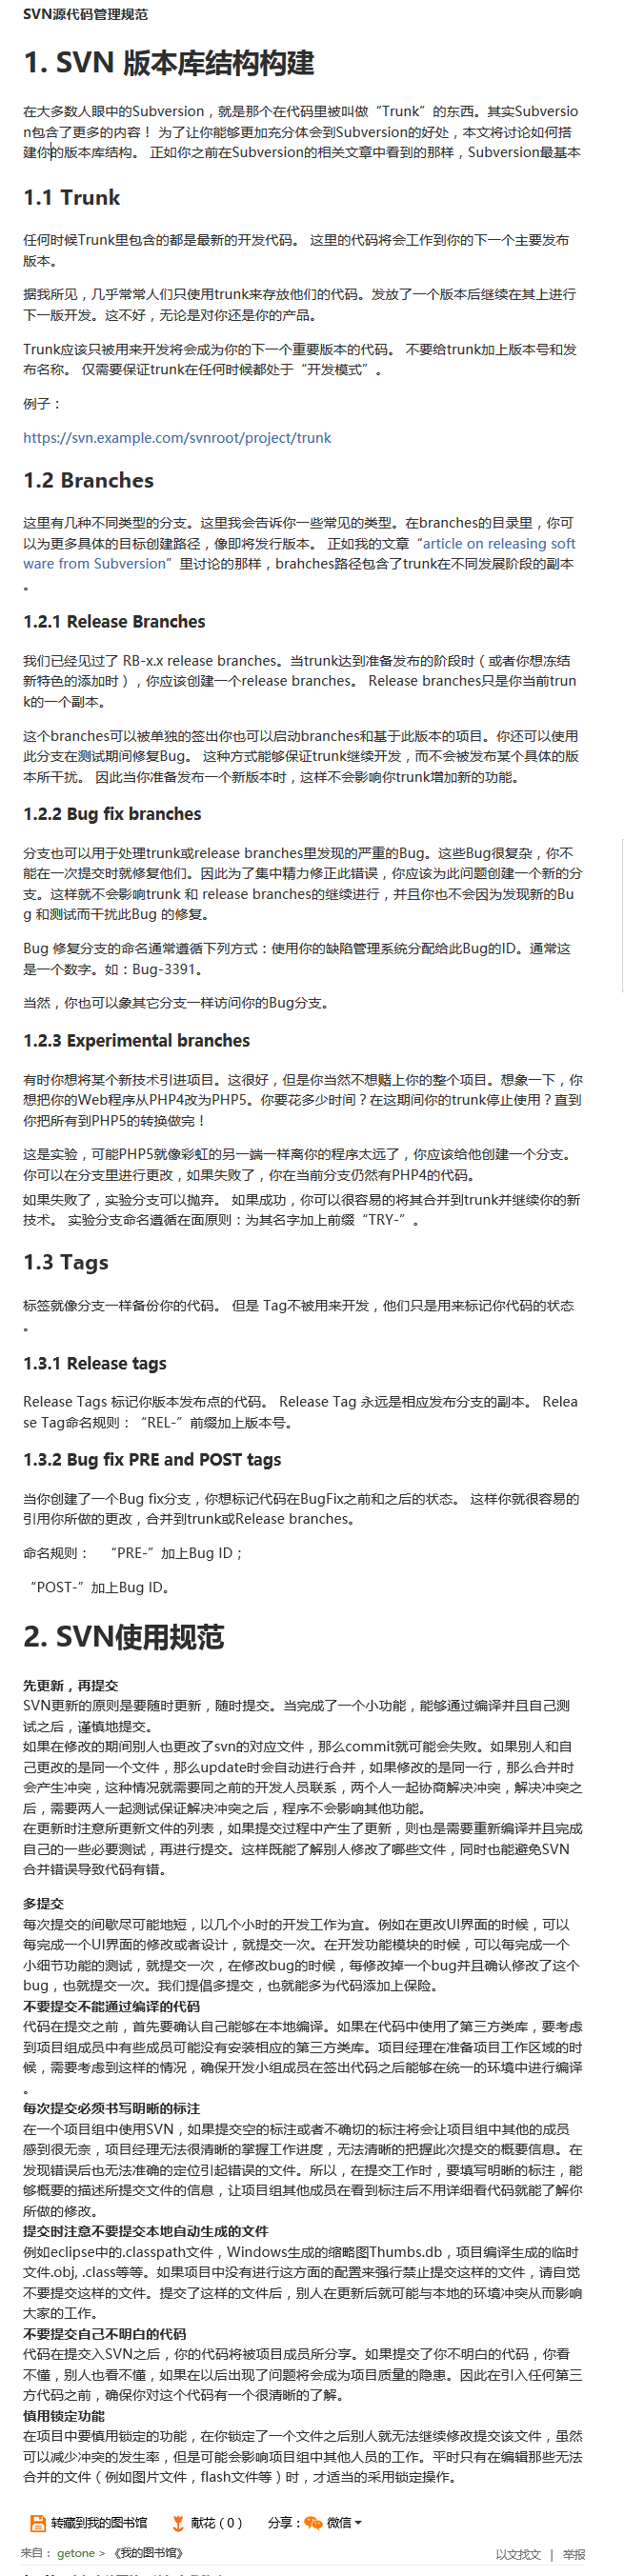 SVN源代码管理规范
1. SVN 版本库结构构建
在大多数人眼中的Subversion，就是那个在代码里被叫做“Trunk”的东西。其实Subversio
n包含了更多的内容！ 为了让你能够更加充分体会到Subversion的好处，本文将讨论如何搭
建你的版本库结构。 正如你之前在Subversion的相关文章中看到的那样，Subversion最基本
1.1 Trunk
任何时候Trunk里包含的都是最新的开发代码。 这里的代码将会工作到你的下一个主要发布
版本。
据我所见，几乎常常人们只使用trunk来存放他们的代码。发放了一个版本后继续在其上进行
下一版开发。这不好，无论是对你还是你的产品。
Trunk应该只被用来开发将会成为你的下一个重要版本的代码。 不要给trunk加上版本号和发
布名称。 仅需要保证trunk在任何时候都处于“开发模式”。
例子：
https://svn.example.com/svnroot/project/trunk
1.2 Branches
这里有几种不同类型的分支。这里我会告诉你一些常见的类型。在branches的目录里，你可
以为更多具体的目标创建路径，像即将发行版本。 正如我的文章“article on releasing soft
ware from Subversion”里讨论的那样，brahches路径包含了trunk在不同发展阶段的副本
。
1.2.1 Release Branches
我们已经见过了 RB-x.x release branches。当trunk达到准备发布的阶段时（或者你想冻结
新特色的添加时），你应该创建一个release branches。 Release branches只是你当前trun
k的一个副本。
这个branches可以被单独的签出你也可以启动branches和基于此版本的项目。你还可以使用
此分支在测试期间修复Bug。 这种方式能够保证trunk继续开发，而不会被发布某个具体的版
本所干扰。 因此当你准备发布一个新版本时，这样不会影响你trunk增加新的功能。
1.2.2 Bug fix branches
分支也可以用于处理trunk或release branches里发现的严重的Bug。这些Bug很复杂，你不
能在一次提交时就修复他们。因此为了集中精力修正此错误，你应该为此问题创建一个新的分
支。这样就不会影响trunk 和 release branches的继续进行，并且你也不会因为发现新的Bu
g 和测试而干扰此Bug 的修复。
Bug 修复分支的命名通常遵循下列方式：使用你的缺陷管理系统分配给此Bug的ID。通常这
是一个数字。如：Bug-3391。
当然，你也可以象其它分支一样访问你的Bug分支。
1.2.3 Experimental branches
有时你想将某个新技术引进项目。这很好，但是你当然不想赌上你的整个项目。想象一下，你
想把你的Web程序从PHP4改为PHP5。你要花多少时间？在这期间你的trunk停止使用？直到
你把所有到PHP5的转换做完！
这是实验，可能PHP5就像彩虹的另一端一样离你的程序太远了，你应该给他创建一个分支。
你可以在分支里进行更改，如果失败了，你在当前分支仍然有PHP4的代码。
如果失败了，实验分支可以抛弃。 如果成功，你可以很容易的将其合并到trunk并继续你的新
技术。 实验分支命名遵循在面原则：为其名字加上前缀“TRY-”。
1.3 Tags
标签就像分支一样备份你的代码。 但是 Tag不被用来开发，他们只是用来标记你代码的状态
。
1.3.1 Release tags
Release Tags 标记你版本发布点的代码。 Release Tag 永远是相应发布分支的副本。 Relea
se Tag命名规则：“REL-”前缀加上版本号。
1.3.2 Bug fix PRE and POST tags
当你创建了一个Bug fix分支，你想标记代码在BugFix之前和之后的状态。 这样你就很容易的
引用你所做的更改，合并到trunk或Release branches。
命名规则： “PRE-”加上Bug ID；
“POST-”加上Bug ID。
2. SVN使用规范
先更新，再提交
SVN更新的原则是要随时更新，随时提交。当完成了一个小功能，能够通过编译并且自己测
试之后，谨慎地提交。
如果在修改的期间别人也更改了svn的对应文件，那么commit就可能会失败。如果别人和自
己更改的是同一个文件，那么update时会自动进行合并，如果修改的是同一行，那么合并时
会产生冲突，这种情况就需要同之前的开发人员联系，两个人一起协商解决冲突，解决冲突之
后，需要两人一起测试保证解决冲突之后，程序不会影响其他功能。
在更新时注意所更新文件的列表，如果提交过程中产生了更新，则也是需要重新编译并且完成
自己的一些必要测试，再进行提交。这样既能了解别人修改了哪些文件，同时也能避免SVN
合并错误导致代码有错。
多提交
每次提交的间歇尽可能地短，以几个小时的开发工作为宜。例如在更改UI界面的时候，可以
每完成一个UI界面的修改或者设计，就提交一次。在开发功能模块的时候，可以每完成一个
小细节功能的测试，就提交一次，在修改bug的时候，每修改掉一个bug并且确认修改了这个
bug，也就提交一次。我们提倡多提交，也就能多为代码添加上保险。
不要提交不能通过编译的代码
代码在提交之前，首先要确认自己能够在本地编译。如果在代码中使用了第三方类库，要考虑
到项目组成员中有些成员可能没有安装相应的第三方类库。项目经理在准备项目工作区域的时
候，需要考虑到这样的情况，确保开发小组成员在签出代码之后能够在统一的环境中进行编译
。
每次提交必须书写明晰的标注
在一个项目组中使用SVN，如果提交空的标注或者不确切的标注将会让项目组中其他的成员
感到很无奈，项目经理无法很清晰的掌握工作进度，无法清晰的把握此次提交的概要信息。在
发现错误后也无法准确的定位引起错误的文件。所以，在提交工作时，要填写明晰的标注，能
够概要的描述所提交文件的信息，让项目组其他成员在看到标注后不用详细看代码就能了解你
所做的修改。
提交时注意不要提交本地自动生成的文件
例如eclipse中的.classpath文件，Windows生成的缩略图Thumbs.db，项目编译生成的临时
文件.obj, .class等等。如果项目中没有进行这方面的配置来强行禁止提交这样的文件，请自觉
不要提交这样的文件。提交了这样的文件后，别人在更新后就可能与本地的环境冲突从而影响
大家的工作。
不要提交自己不明白的代码
代码在提交入SVN之后，你的代码将被项目成员所分享。如果提交了你不明白的代码，你看
不懂，别人也看不懂，如果在以后出现了问题将会成为项目质量的隐患。因此在引入任何第三
方代码之前，确保你对这个代码有一个很清晰的了解。
慎用锁定功能
在项目中要慎用锁定的功能，在你锁定了一个文件之后别人就无法继续修改提交该文件，虽然
可以减少冲突的发生率，但是可能会影响项目组中其他人员的工作。平时只有在编辑那些无法
合并的文件（例如图片文件，flash文件等）时，才适当的采用锁定操作。
转藏到我的图书馆 献花（0） 分享： 微信
来自： getone > 《我的图书馆》 以文找文 | 举报